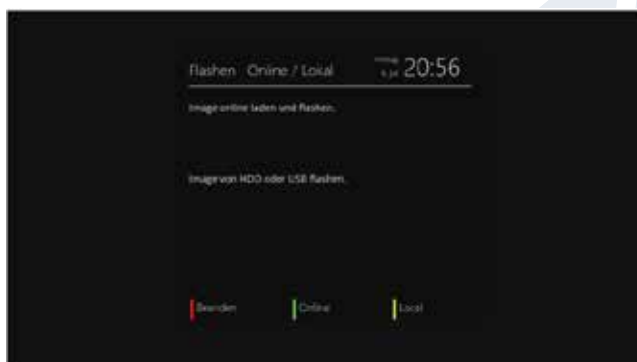 Flashen Online / Lokal
20:56
Image online laden und flashen.
Image von HDD oder USB flashen.
Beenden
Online
Local